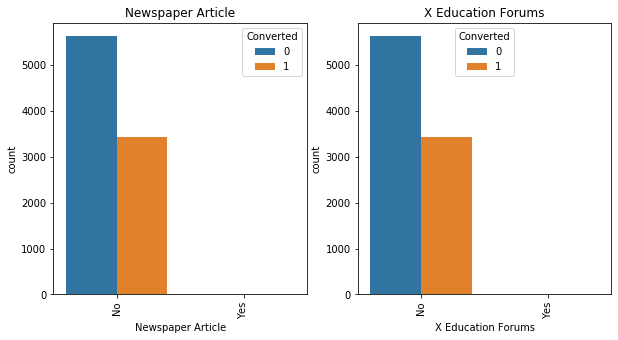 Newspaper Article
Converted
0
1
5000
4000
3000
2000
1000
0
count
No
Yes
Newspaper Article
X Education Forums
Converted
0
1
5000
4000
3000
2000
1000
0
count
No
Yes
X Education Forums